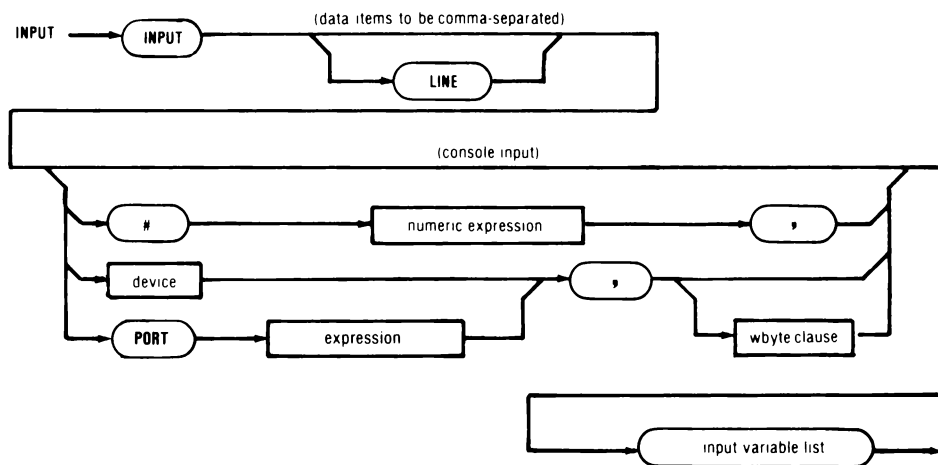 (data items to be comma-separated)
INPUT INPUT
LINE
(console input)
# numeric expression ,
device ,
PORT expression wbyte clause
input variable list